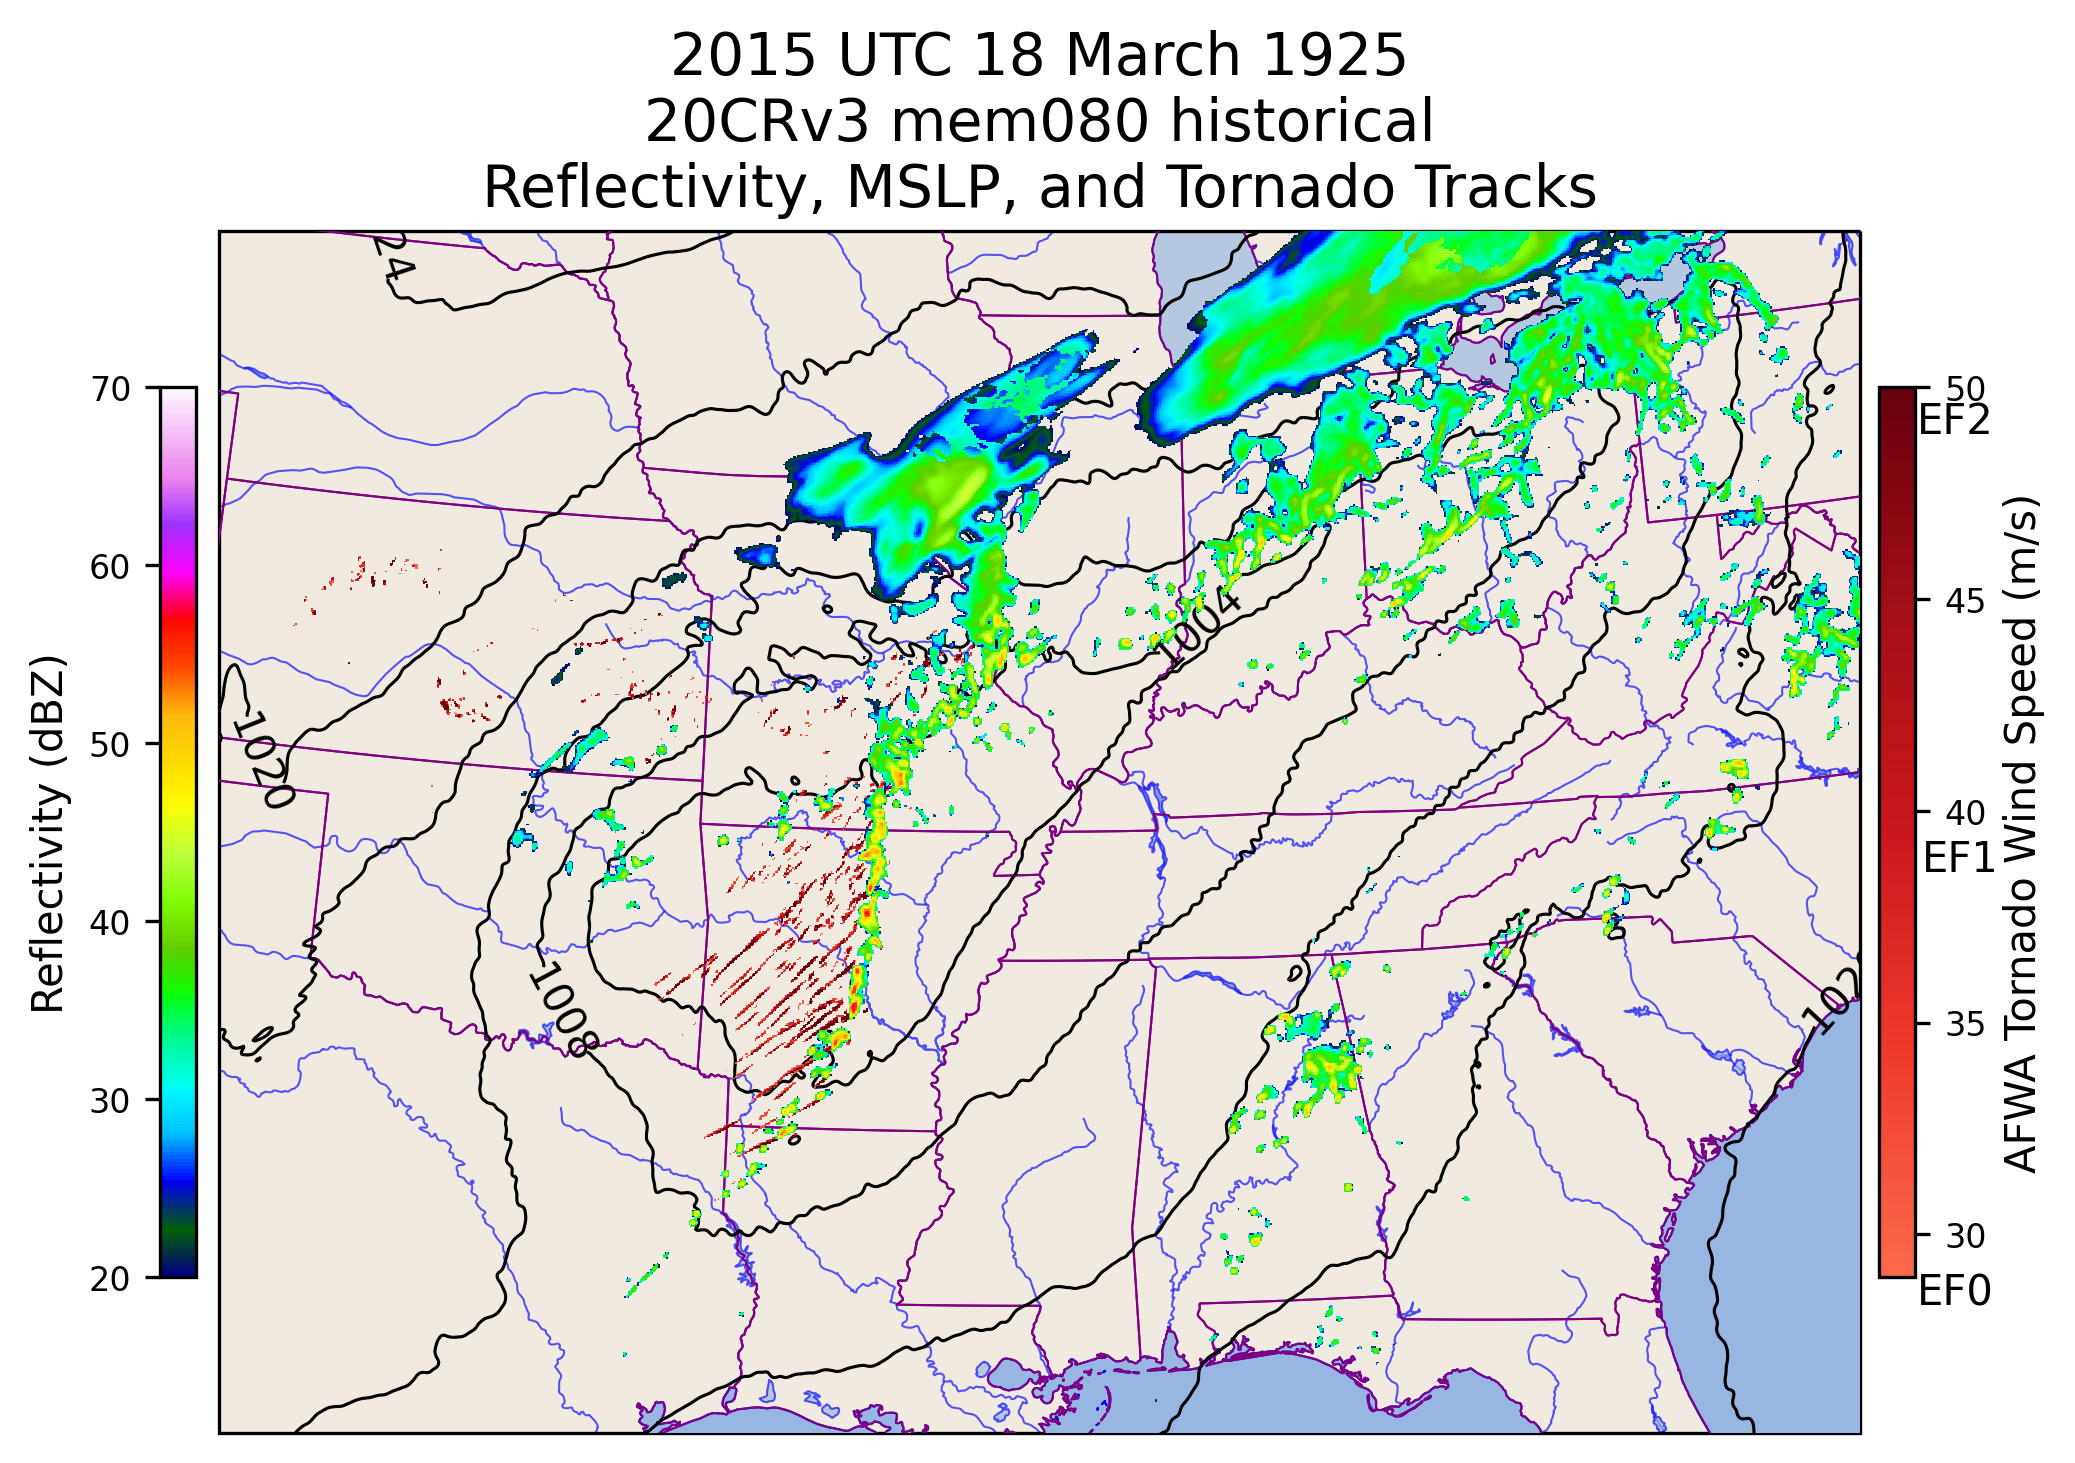 2015 UTC 18 March 1925
20CRv3 mem080 historical
Reflectivity, MSLP, and Tornado Tracks
24
1020
1008
1004
102
Reflectivity (dBZ)
70
60
50
40
30
20
AFWA Tornado Wind Speed (m/s)
50
EF2
45
40
EF1
35
30
EF0